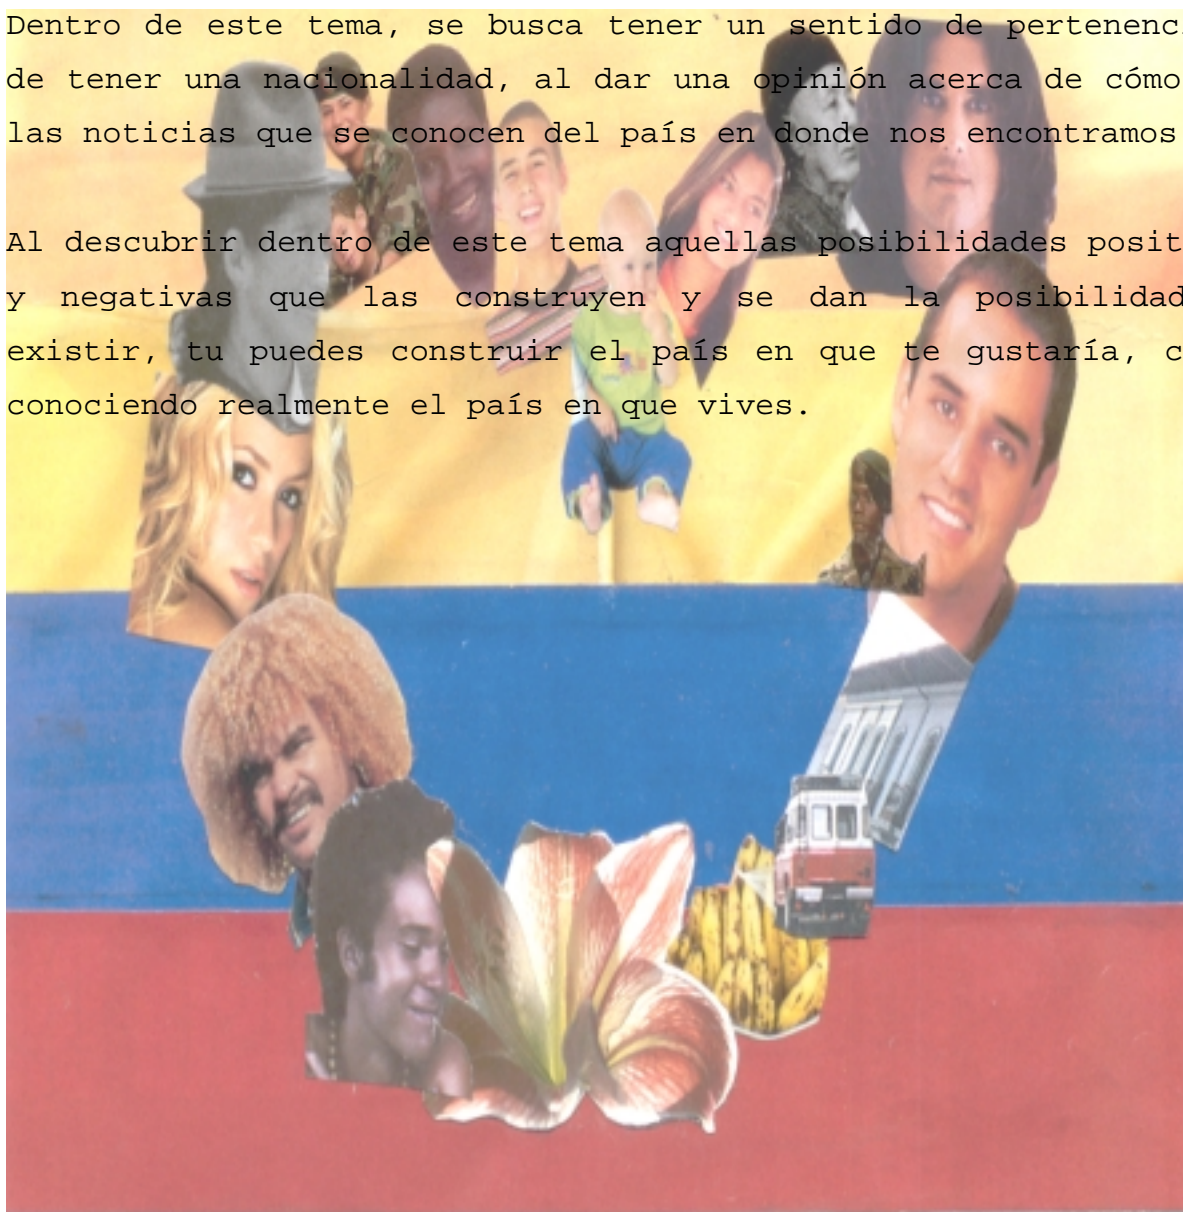 Dentro de este tema, se busca tener un sentido de pertenenc
de tener una nacionalidad, al dar una opinión acerca de cómo
las noticias que se conocen del país en donde nos encontramos
Al descubrir dentro de este tema aquellas posibilidades posit
y negativas que las construyen y se dan la posibilidad
existir, tu puedes construir el país en que te gustaría, c
conociendo realmente el país en que vives.